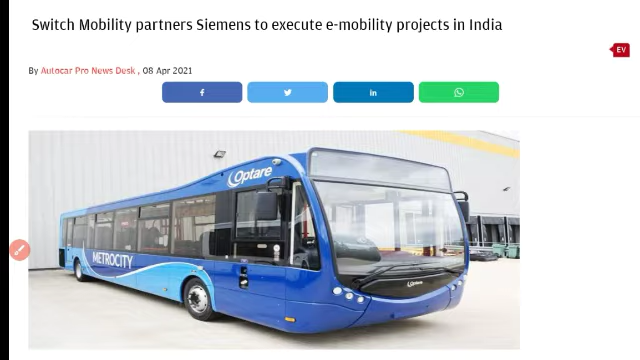 Switch Mobility partners Siemens to execute e-mobility projects in India
EV
By Autocar Pro News Desk , 08 Apr 2021
Optare
METROCITY
Optare